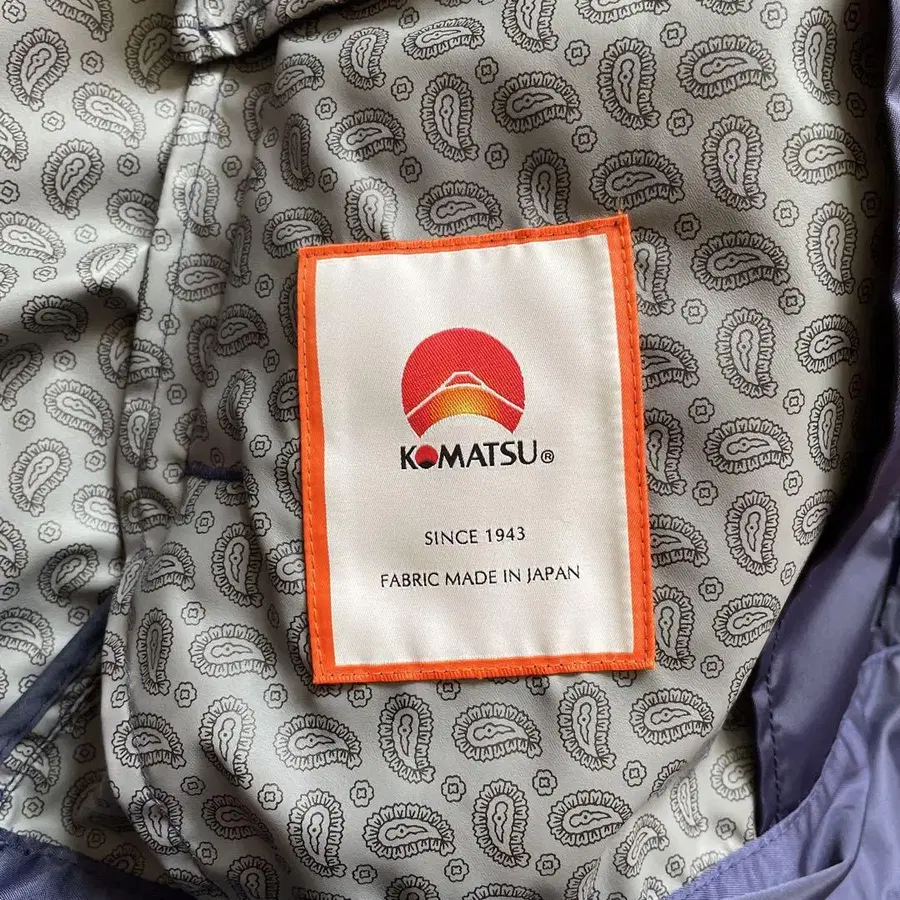 KOMATSU®
SINCE 1943
FABRIC MADE IN JAPAN